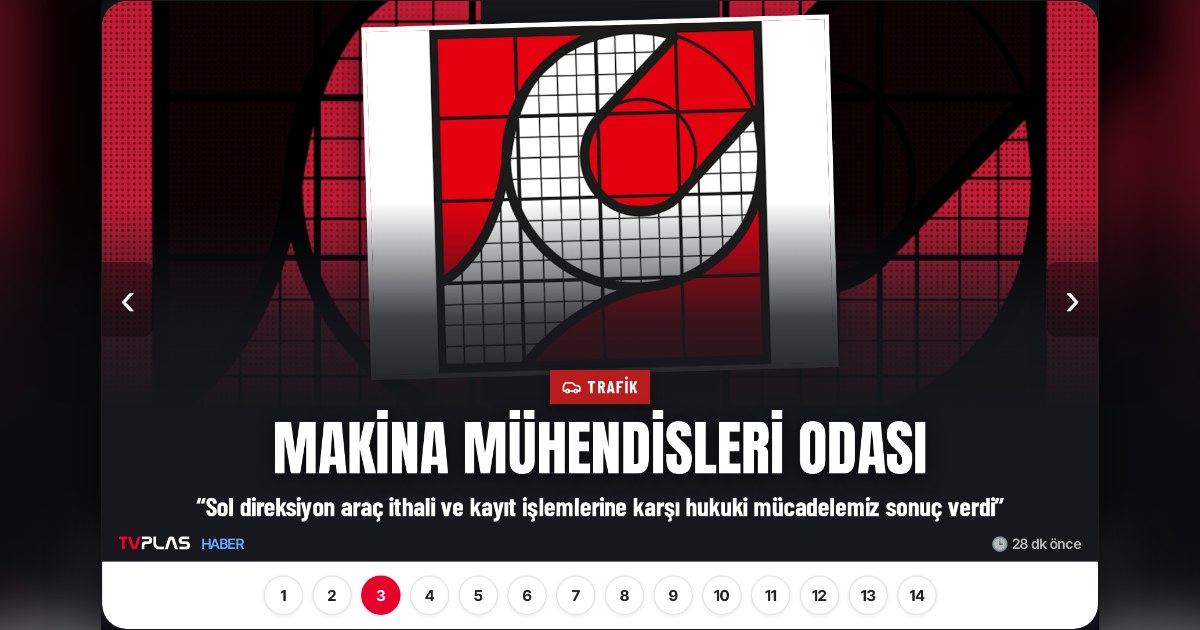 TRAFİK
MAKİNA MÜHENDİSLERİ ODASI
“Sol direksiyon araç ithali ve kayıt işlemlerine karşı hukuki mücadelemiz sonuç verdi”
TVPLAS HABER
28 dk önce
1 2 3 4 5 6 7 8 9 10 11 12 13 14